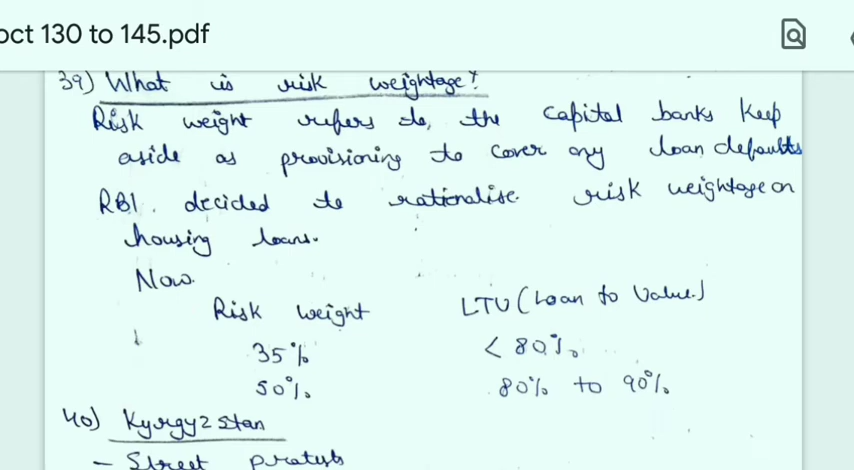 oct 130 to 145.pdf
39) What is risk weightage?
Risk weight refers to, the capital banks keep
aside as provisioning to cover any loan defaults
RBI. decided to rationalise risk weightage on
housing loans.
Now
Risk weight LTV (Loan to Value)
35% < 80%
50% 80% to 90%
40) Kyrgyzstan
- Street protests